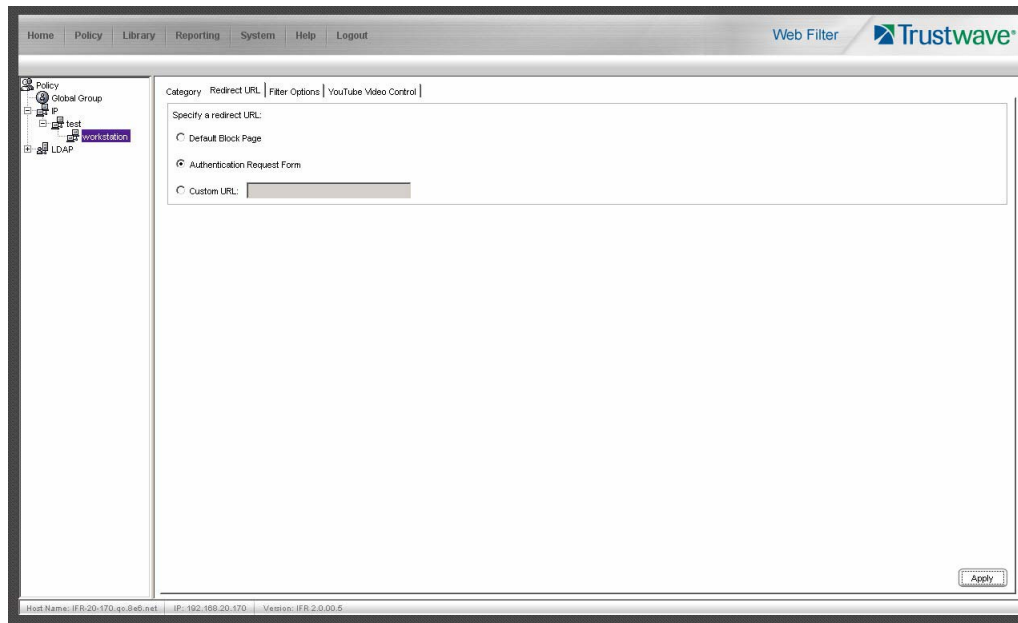 Home Policy Library Reporting System Help Logout
Web Filter Trustwave®
Policy
Global Group
IP
test
workstation
LDAP
Category Redirect URL Filter Options YouTube Video Control
Specify a redirect URL:
Default Block Page
Authentication Request Form
Custom URL:
Apply
Host Name: IFR-20-170.qc.8e6.net IP: 192.168.20.170 Version: IFR 2.0.00.5